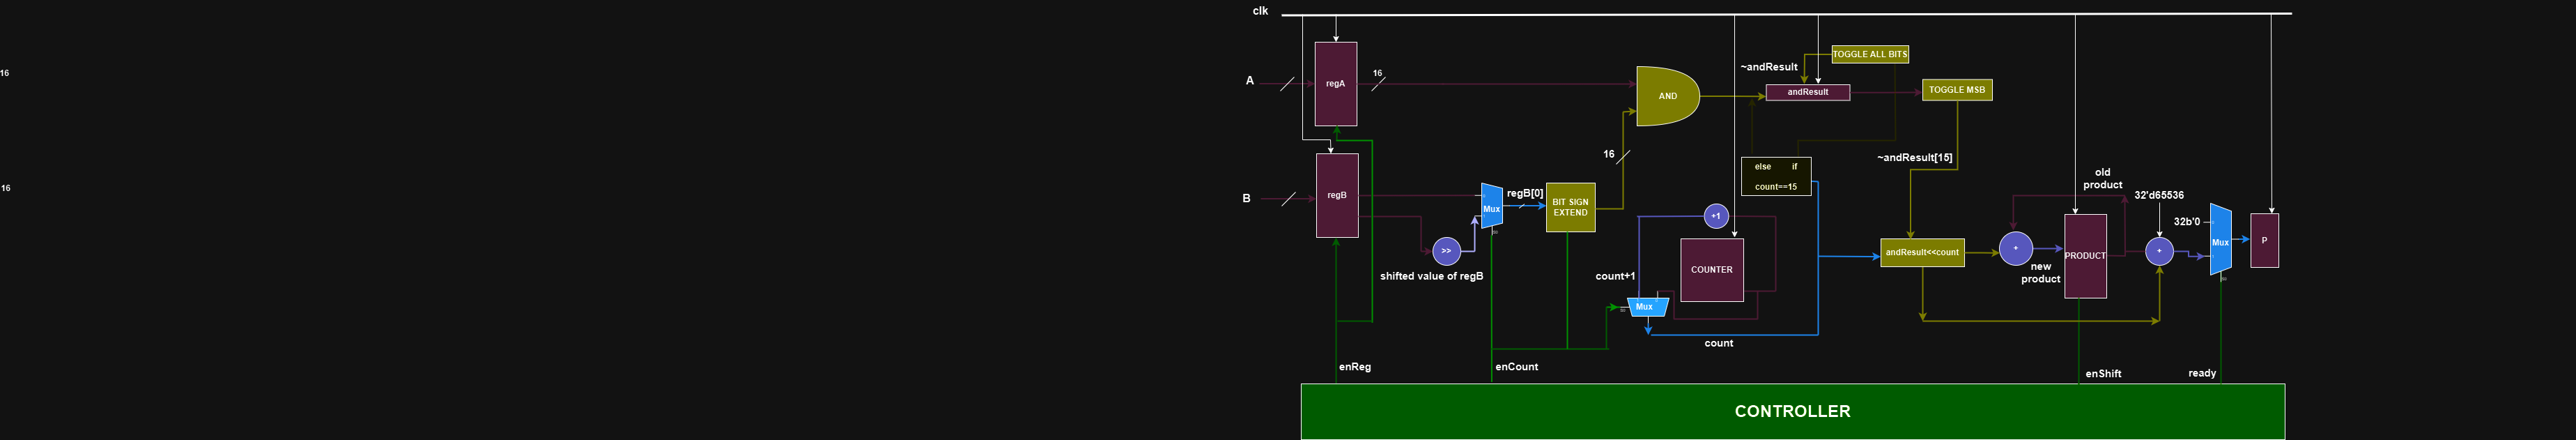 clk
TOGGLE ALL BITS
~andResult
16
A
regA
16
AND
andResult
TOGGLE MSB
16
~andResult[15]
else if
count==15
16
B
regB
Mux
regB[0]
BIT SIGN
EXTEND
old
product
32'd65536
32b'0
+1
>>
shifted value of regB
count+1
COUNTER
andResult<<count
+
new
product
PRODUCT
+
Mux
P
Mux
count
enReg
enCount
enShift
ready
CONTROLLER